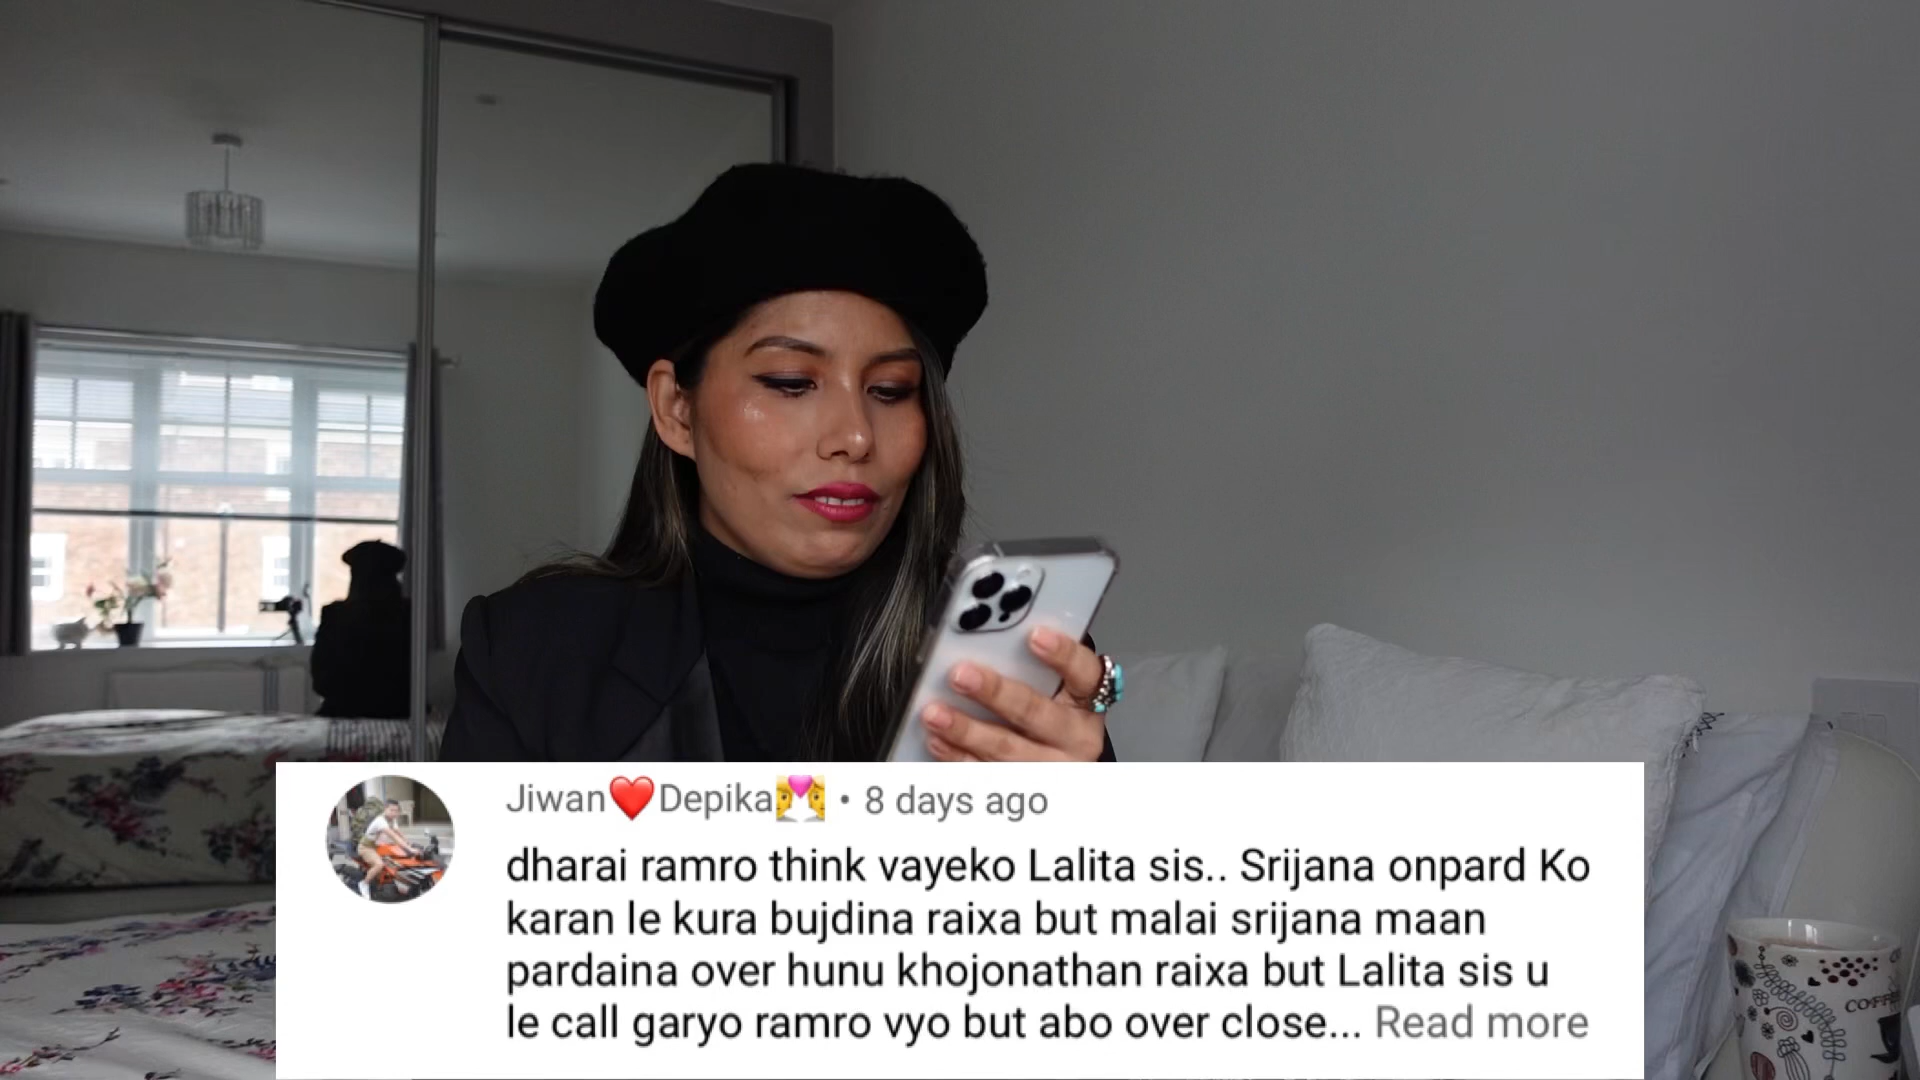 Jiwan❤️Depika💏 • 8 days ago
dharai ramro think vayeko Lalita sis.. Srijana onpard Ko
karan le kura bujdina raixa but malai srijana maan
pardaina over hunu khojonathan raixa but Lalita sis u
le call garyo ramro vyo but abo over close... Read more